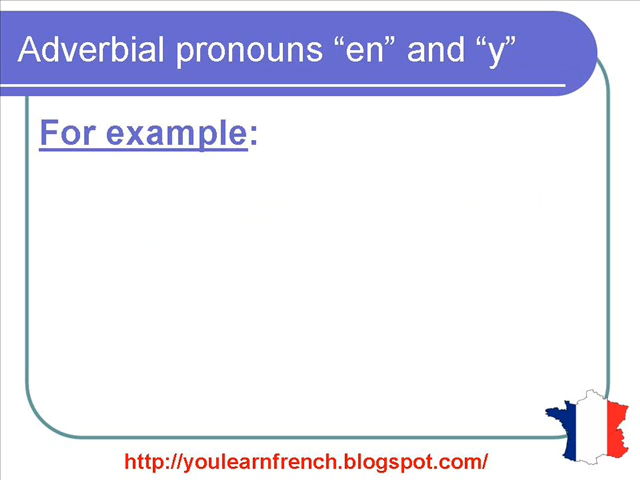 Adverbial pronouns “en” and “y”
For example:
http://youlearnfrench.blogspot.com/